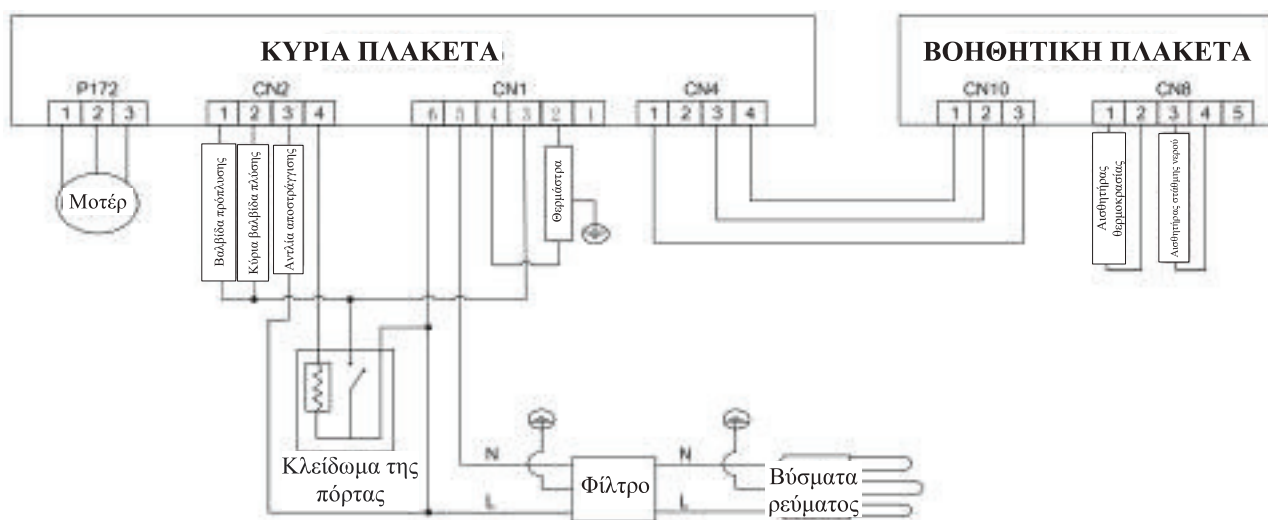 ΚΥΡΙΑ ΠΛΑΚΕΤΑ
ΒΟΗΘΗΤΙΚΗ ΠΛΑΚΕΤΑ
P172
CN2
CN1
CN4
CN10
CN8
1 2 3
1 2 3 4
6 5 4 3 2 1
1 2 3 4
1 2 3
1 2 3 4 5
Μοτέρ
Βαλβίδα πρόπλυσης
Κύρια βαλβίδα πλύσης
Αντλία αποστράγγισης
Θερμάστρα
Αισθητήρας
θερμοκρασίας
Αισθητήρας στάθμης νερού
Κλείδωμα της
πόρτας
N
L
Φίλτρο
N
L
Βύσματα
ρεύματος